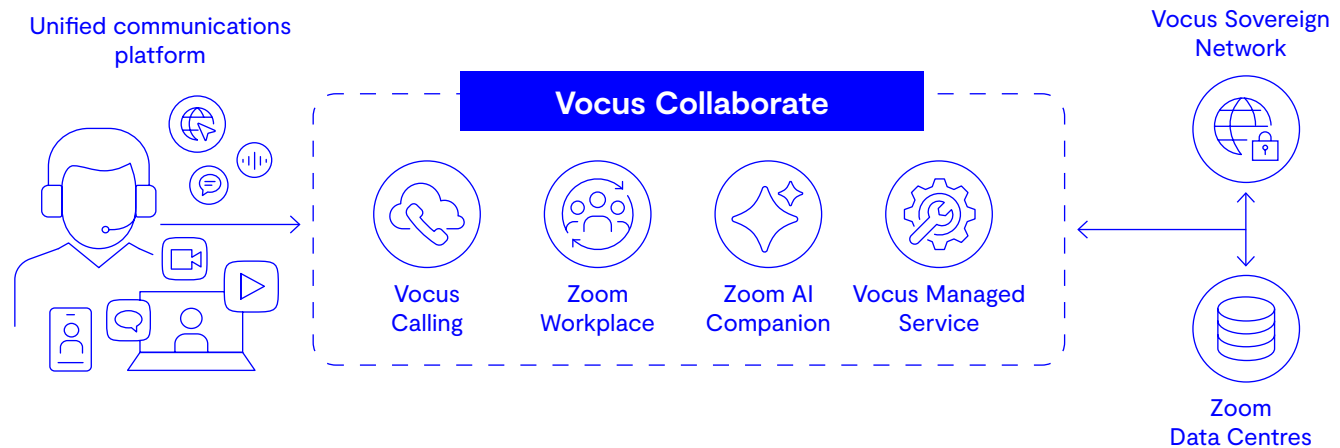 Unified communications
platform
Vocus Collaborate
Vocus
Calling
Zoom
Workplace
Zoom AI
Companion
Vocus Managed
Service
Vocus Sovereign
Network
Zoom
Data Centres